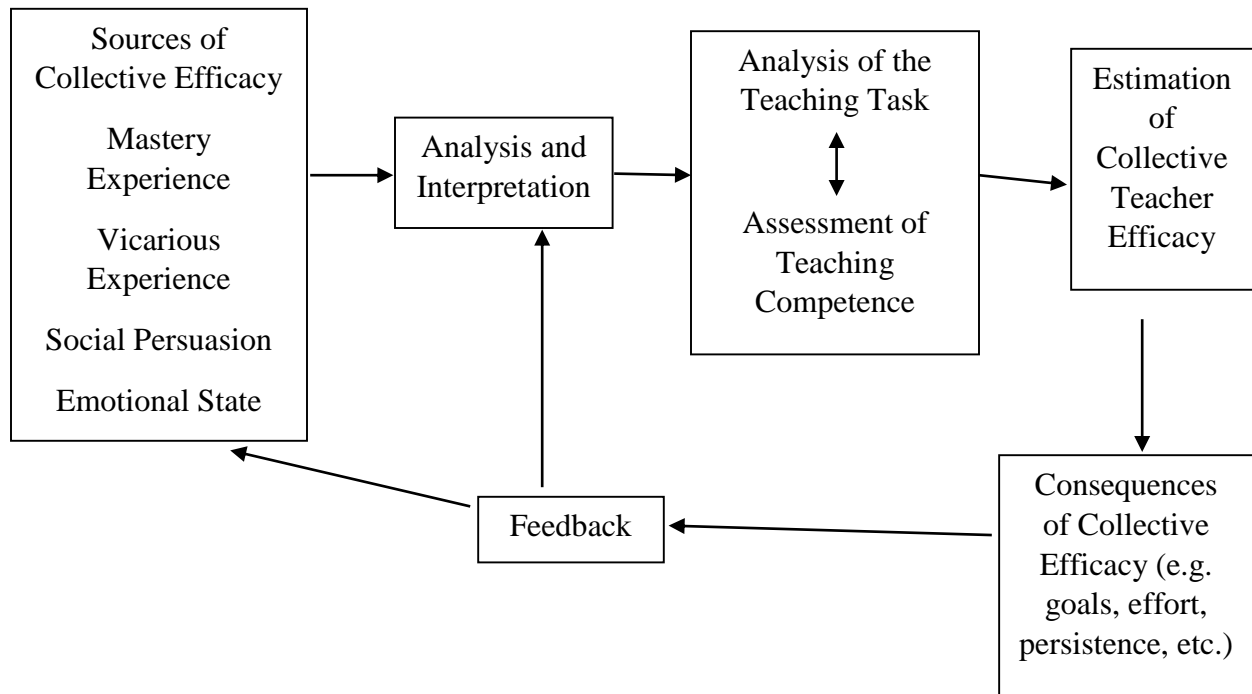 Sources of
Collective Efficacy
Mastery
Experience
Vicarious
Experience
Social Persuasion
Emotional State
Analysis and
Interpretation
Analysis of the
Teaching Task
Assessment of
Teaching
Competence
Estimation
of
Collective
Teacher
Efficacy
Consequences
of Collective
Efficacy (e.g.
goals, effort,
persistence, etc.)
Feedback